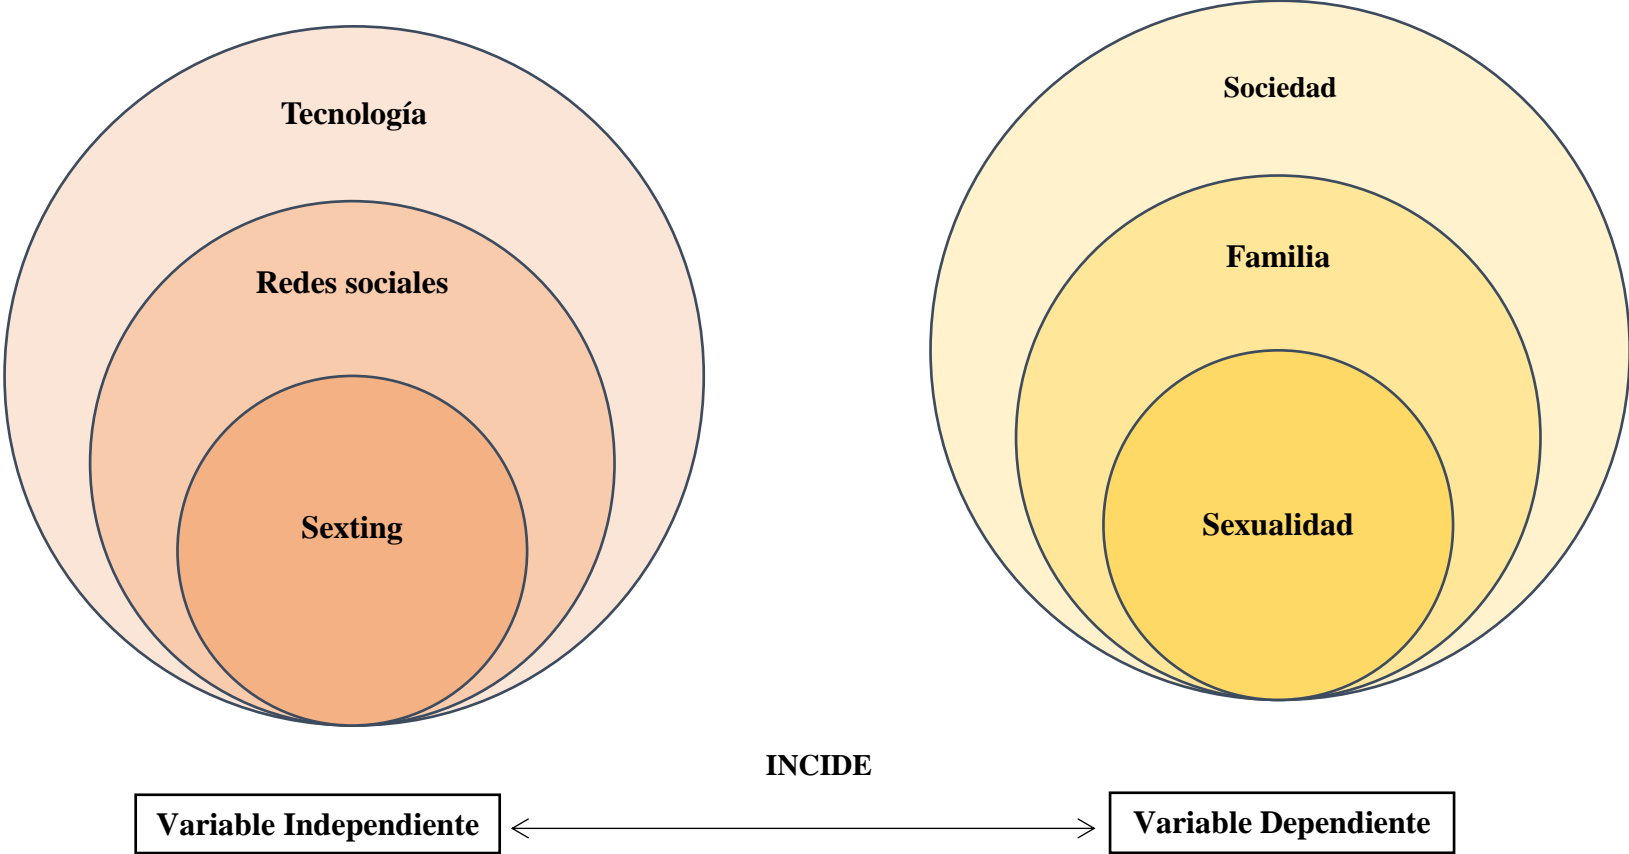 Tecnología
Redes sociales
Sexting
Sociedad
Familia
Sexualidad
INCIDE
Variable Independiente
Variable Dependiente